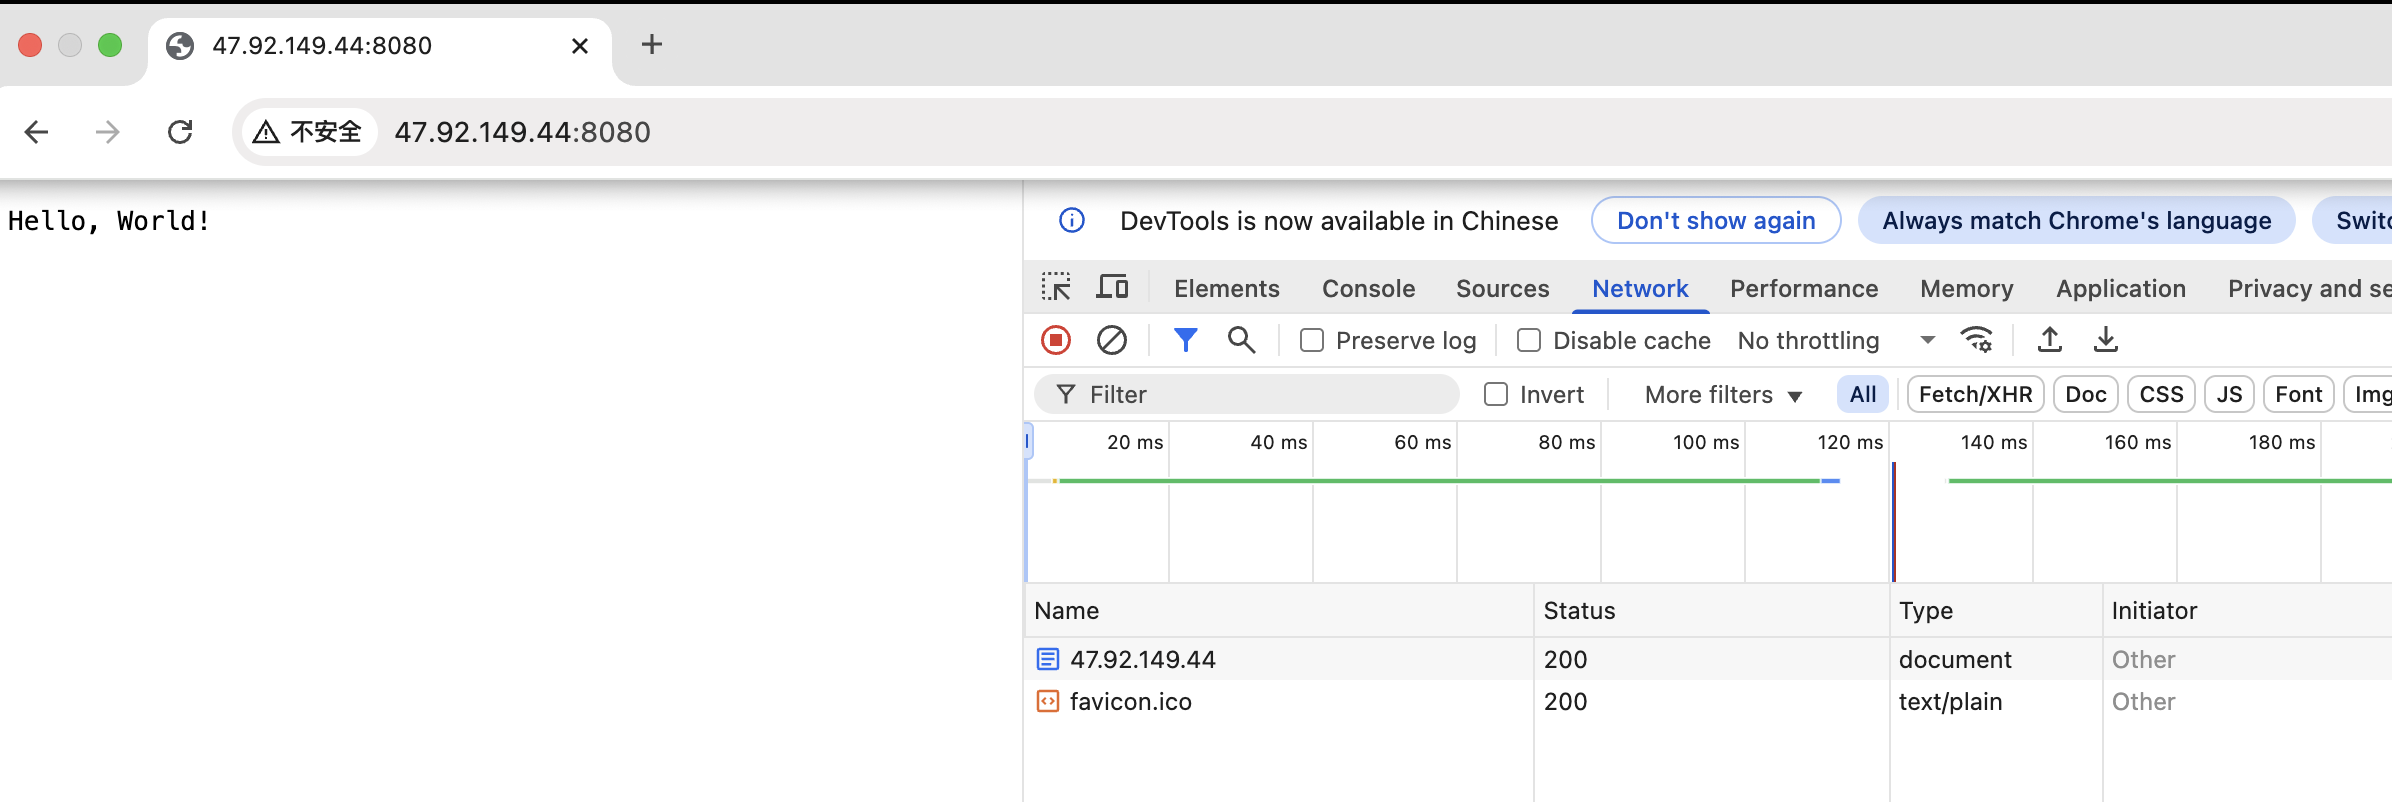 47.92.149.44:8080
不安全 47.92.149.44:8080
Hello, World!
DevTools is now available in Chinese Don't show again Always match Chrome's language Switc
Elements Console Sources Network Performance Memory Application Privacy and se
Preserve log Disable cache No throttling
Filter Invert More filters All Fetch/XHR Doc CSS JS Font Img
20 ms 40 ms 60 ms 80 ms 100 ms 120 ms 140 ms 160 ms 180 ms
Name Status Type Initiator
47.92.149.44 200 document Other
favicon.ico 200 text/plain Other